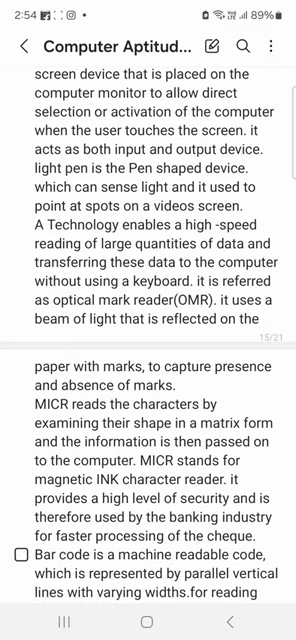 2:54
89%
Computer Aptitud...
screen device that is placed on the
computer monitor to allow direct
selection or activation of the computer
when the user touches the screen. it
acts as both input and output device.
light pen is the Pen shaped device.
which can sense light and it used to
point at spots on a videos screen.
A Technology enables a high -speed
reading of large quantities of data and
transferring these data to the computer
without using a keyboard. it is referred
as optical mark reader(OMR). it uses a
beam of light that is reflected on the
15/21
paper with marks, to capture presence
and absence of marks.
MICR reads the characters by
examining their shape in a matrix form
and the information is then passed on
to the computer. MICR stands for
magnetic INK character reader. it
provides a high level of security and is
therefore used by the banking industry
for faster processing of the cheque.
Bar code is a machine readable code,
which is represented by parallel vertical
lines with varying widths.for reading